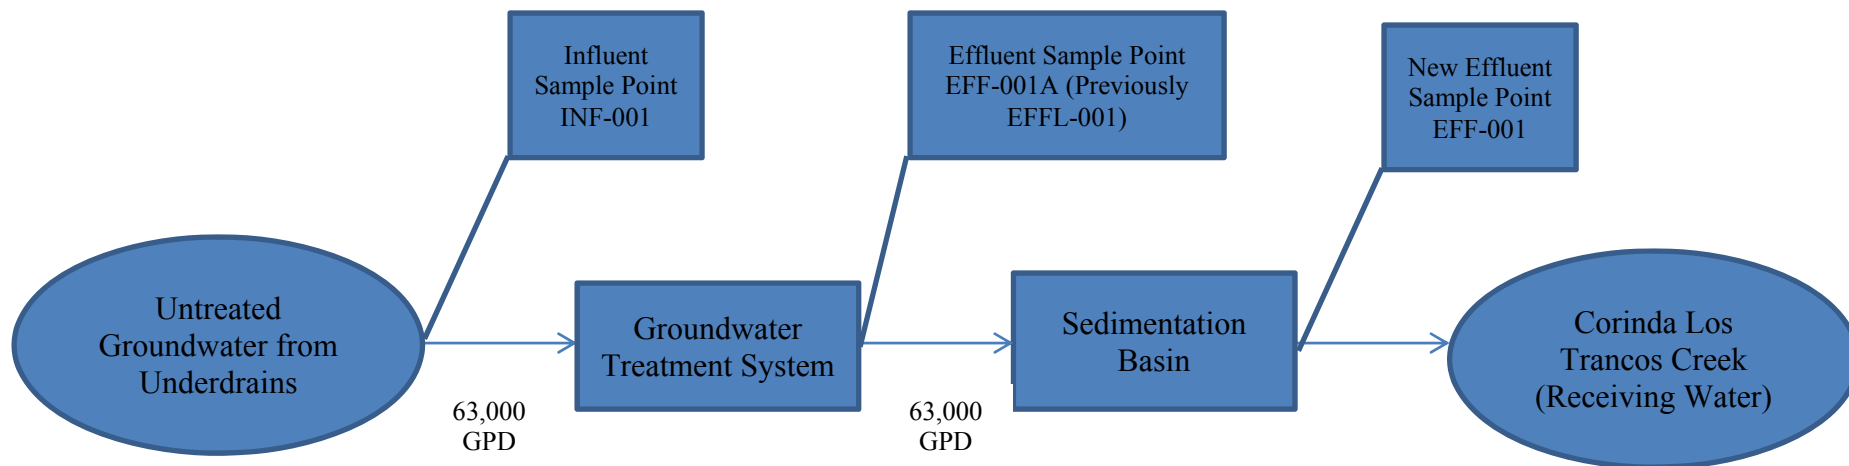 Influent
Sample Point
INF-001
Effluent Sample Point
EFF-001A (Previously
EFFL-001)
New Effluent
Sample Point
EFF-001
Untreated
Groundwater from
Underdrains
63,000
GPD
Groundwater
Treatment System
63,000
GPD
Sedimentation
Basin
Corinda Los
Trancos Creek
(Receiving Water)